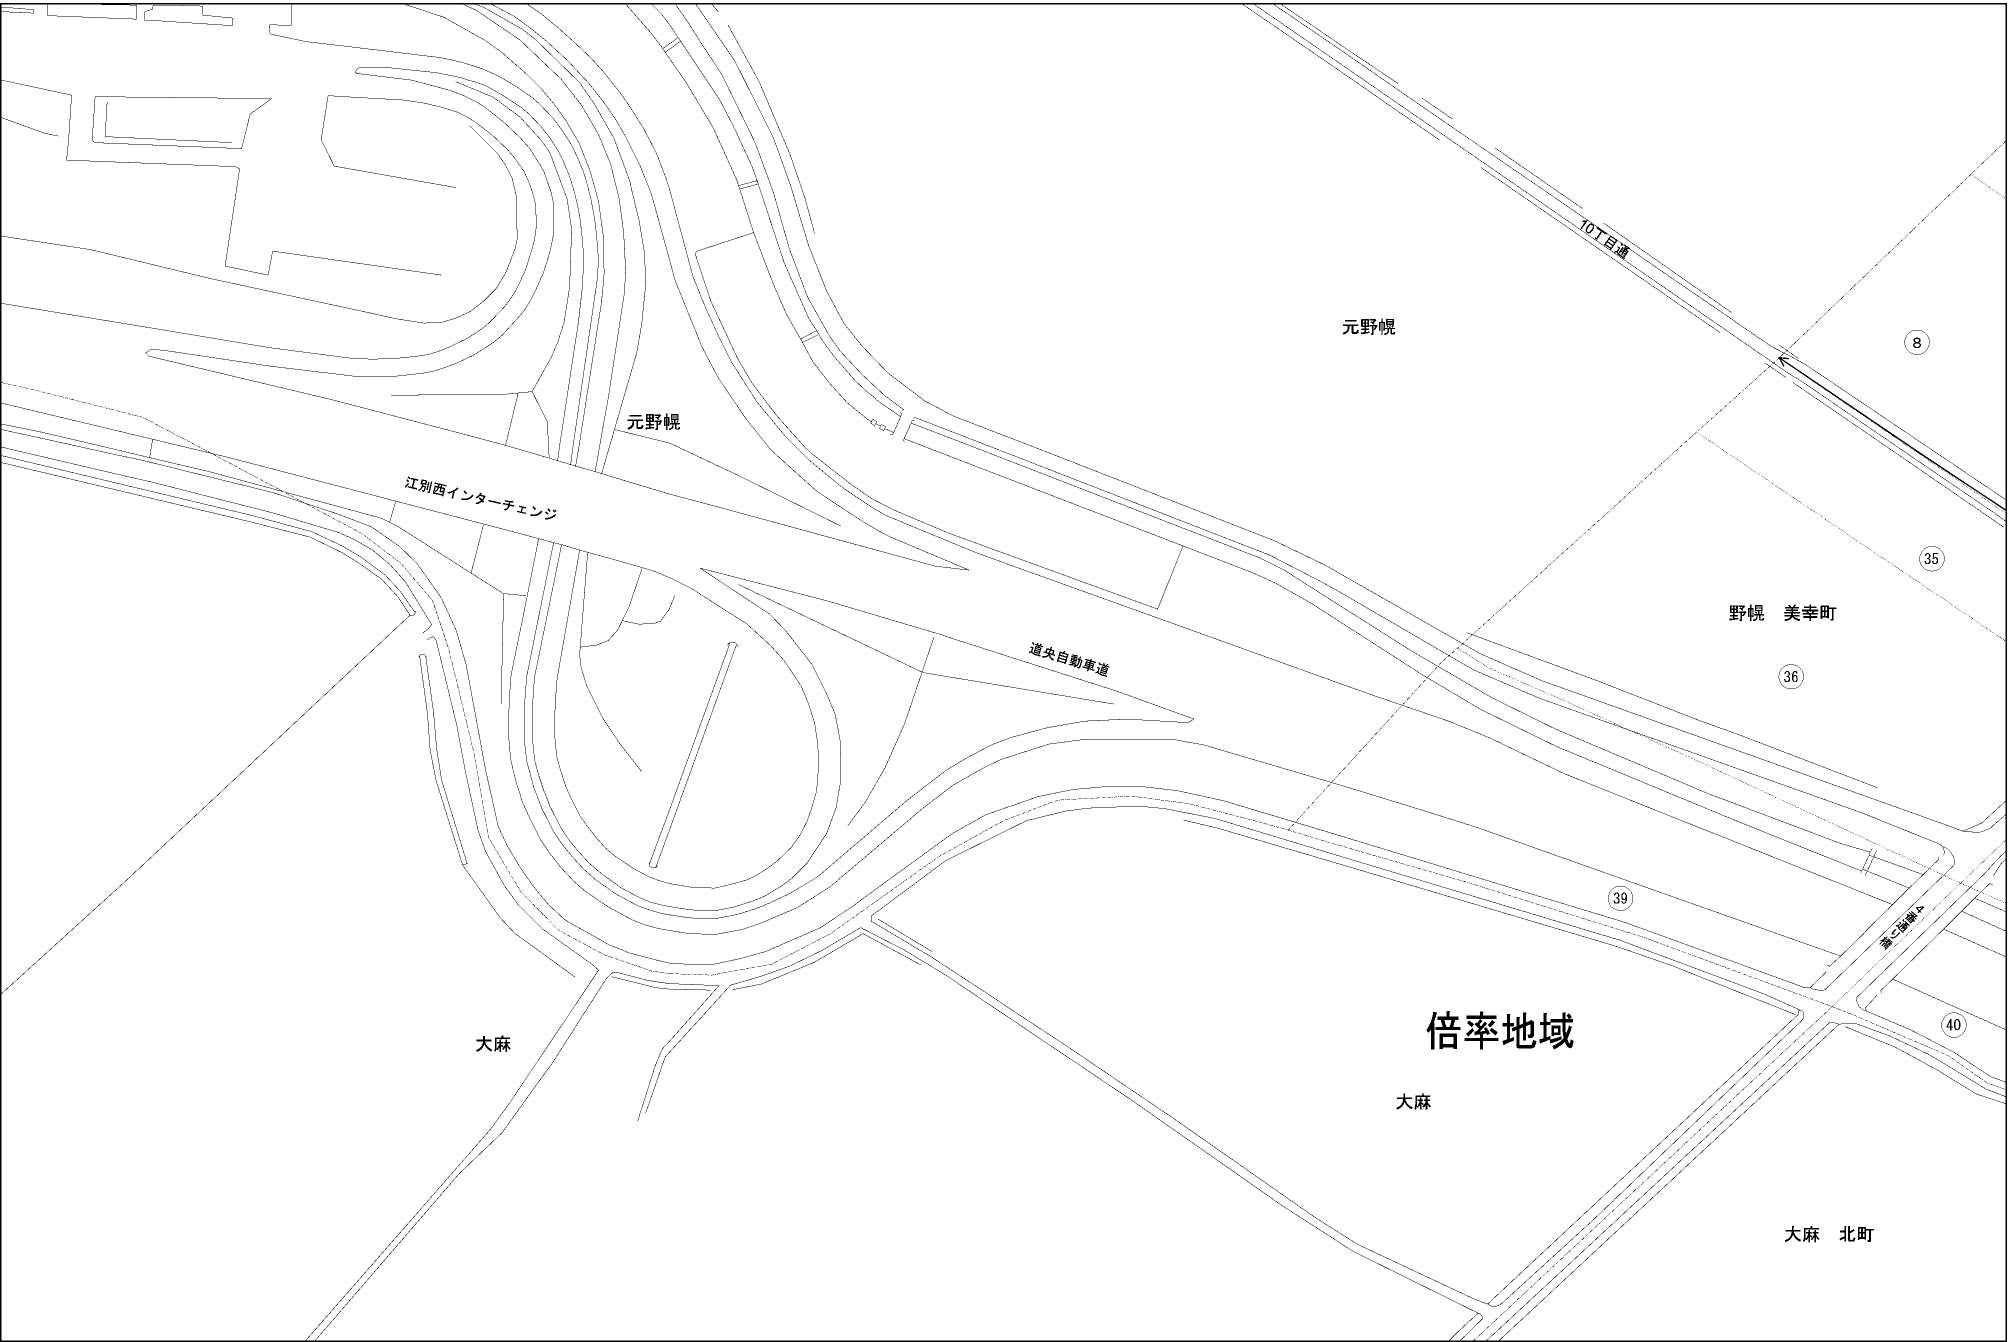 10丁目通
元野幌
8
元野幌
江別西インターチェンジ
35
野幌　美幸町
道央自動車道
36
39
4番通り橋
倍率地域
40
大麻
大麻
大麻　北町